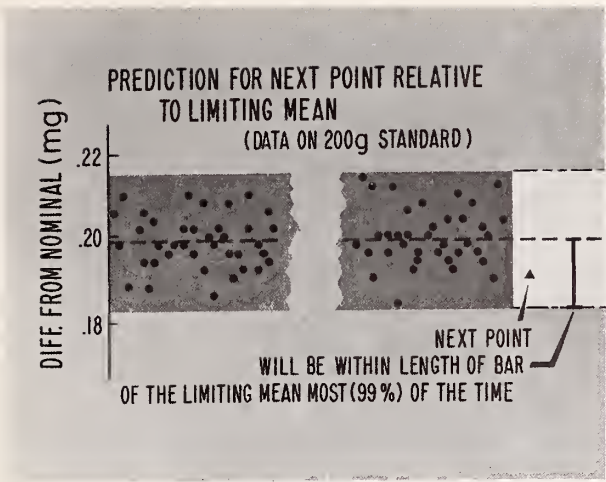 PREDICTION FOR NEXT POINT RELATIVE
TO LIMITING MEAN
(DATA ON 200g STANDARD)
DIFF. FROM NOMINAL (mg)
.22
.20
.18
NEXT POINT
WILL BE WITHIN LENGTH OF BAR
OF THE LIMITING MEAN MOST (99%) OF THE TIME